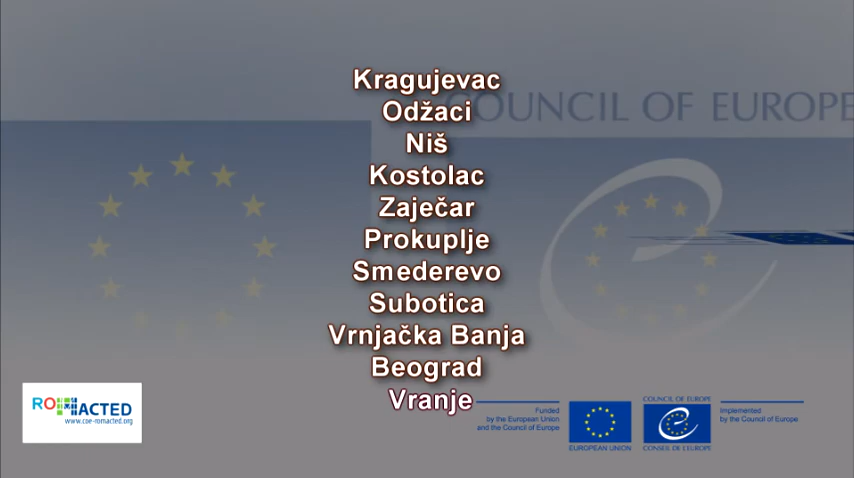 COUNCIL OF EUROPE
Kragujevac
Odžaci
Niš
Kostolac
Zaječar
Prokuplje
Smederevo
Subotica
Vrnjačka Banja
Beograd
Vranje
ROMACTED
www.coe-romacted.org
Funded
by the European Union
and the Council of Europe
EUROPEAN UNION
COUNCIL OF EUROPE
CONSEIL DE L'EUROPE
Implemented
by the Council of Europe